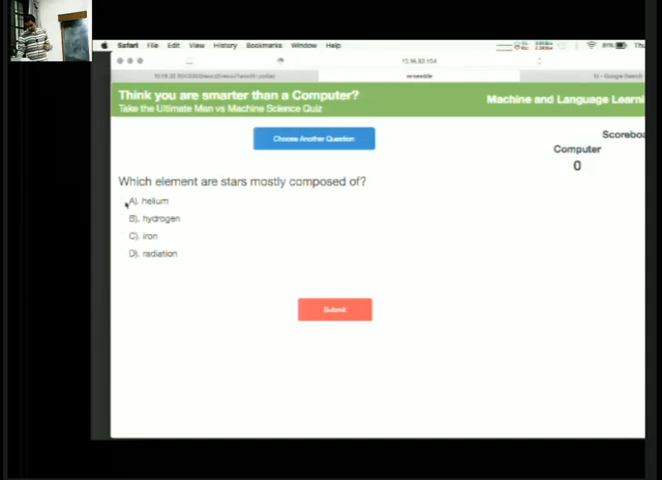 Safari File Edit View History Bookmarks Window Help
Think you are smarter than a Computer?
Take the Ultimate Man vs Machine Science Quiz
Machine and Language Learni
Choose Another Question
Scoreboa
Computer
0
Which element are stars mostly composed of?
A). helium
B). hydrogen
C). iron
D). radiation
Submit